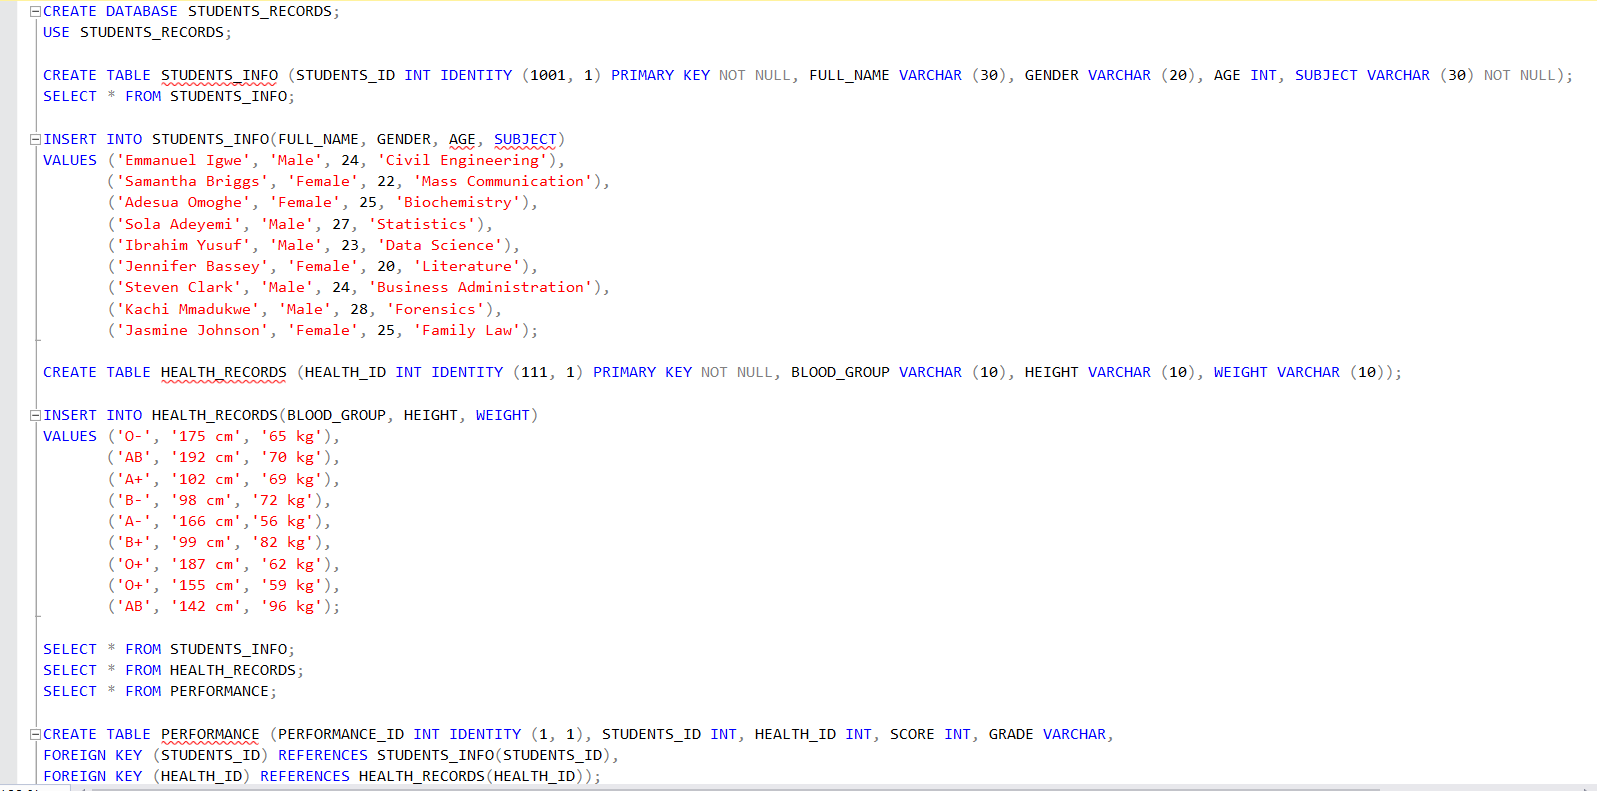 CREATE DATABASE STUDENTS_RECORDS;
USE STUDENTS_RECORDS;
CREATE TABLE STUDENTS_INFO (STUDENTS_ID INT IDENTITY (1001, 1) PRIMARY KEY NOT NULL, FULL_NAME VARCHAR (30), GENDER VARCHAR (20), AGE INT, SUBJECT VARCHAR (30) NOT NULL);
SELECT * FROM STUDENTS_INFO;
INSERT INTO STUDENTS_INFO(FULL_NAME, GENDER, AGE, SUBJECT)
VALUES ('Emmanuel Igwe', 'Male', 24, 'Civil Engineering'),
('Samantha Briggs', 'Female', 22, 'Mass Communication'),
('Adesua Omoghe', 'Female', 25, 'Biochemistry'),
('Sola Adeyemi', 'Male', 27, 'Statistics'),
('Ibrahim Yusuf', 'Male', 23, 'Data Science'),
('Jennifer Bassey', 'Female', 20, 'Literature'),
('Steven Clark', 'Male', 24, 'Business Administration'),
('Kachi Mmadukwe', 'Male', 28, 'Forensics'),
('Jasmine Johnson', 'Female', 25, 'Family Law');
CREATE TABLE HEALTH_RECORDS (HEALTH_ID INT IDENTITY (111, 1) PRIMARY KEY NOT NULL, BLOOD_GROUP VARCHAR (10), HEIGHT VARCHAR (10), WEIGHT VARCHAR (10));
INSERT INTO HEALTH_RECORDS(BLOOD_GROUP, HEIGHT, WEIGHT)
VALUES ('O-', '175 cm', '65 kg'),
('AB', '192 cm', '70 kg'),
('A+', '102 cm', '69 kg'),
('B-', '98 cm', '72 kg'),
('A-', '166 cm','56 kg'),
('B+', '99 cm', '82 kg'),
('O+', '187 cm', '62 kg'),
('O+', '155 cm', '59 kg'),
('AB', '142 cm', '96 kg');
SELECT * FROM STUDENTS_INFO;
SELECT * FROM HEALTH_RECORDS;
SELECT * FROM PERFORMANCE;
CREATE TABLE PERFORMANCE (PERFORMANCE_ID INT IDENTITY (1, 1), STUDENTS_ID INT, HEALTH_ID INT, SCORE INT, GRADE VARCHAR,
FOREIGN KEY (STUDENTS_ID) REFERENCES STUDENTS_INFO(STUDENTS_ID),
FOREIGN KEY (HEALTH_ID) REFERENCES HEALTH_RECORDS(HEALTH_ID));